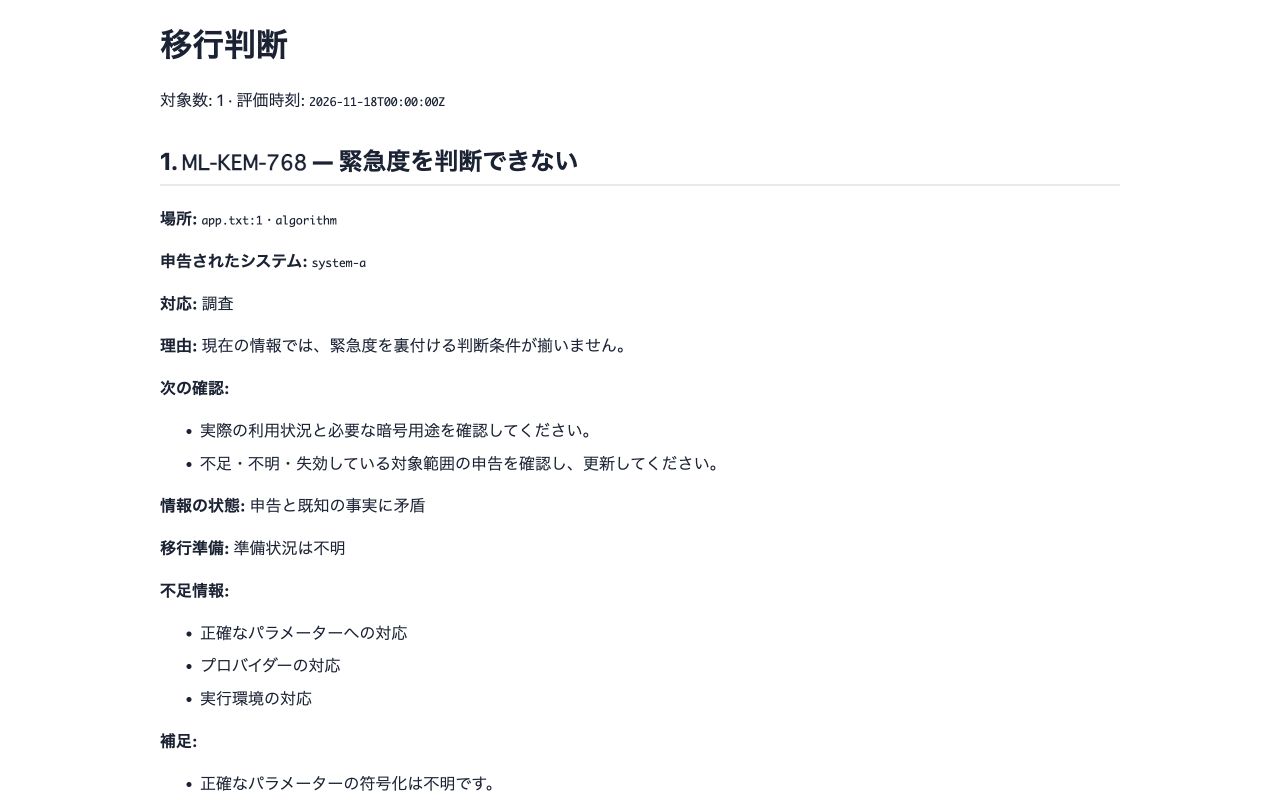 移行判断
対象数: 1 · 評価時刻: 2026-11-18T00:00:00Z
1. ML-KEM-768 — 緊急度を判断できない
場所: app.txt:1 · algorithm
申告されたシステム: system-a
対応: 調査
理由: 現在の情報では、緊急度を裏付ける判断条件が揃いません。
次の確認:
• 実際の利用状況と必要な暗号用途を確認してください。
• 不足・不明・失効している対象範囲の申告を確認し、更新してください。
情報の状態: 申告と既知の事実に矛盾
移行準備: 準備状況は不明
不足情報:
• 正確なパラメーターへの対応
• プロバイダーの対応
• 実行環境の対応
補足:
• 正確なパラメーターの符号化は不明です。